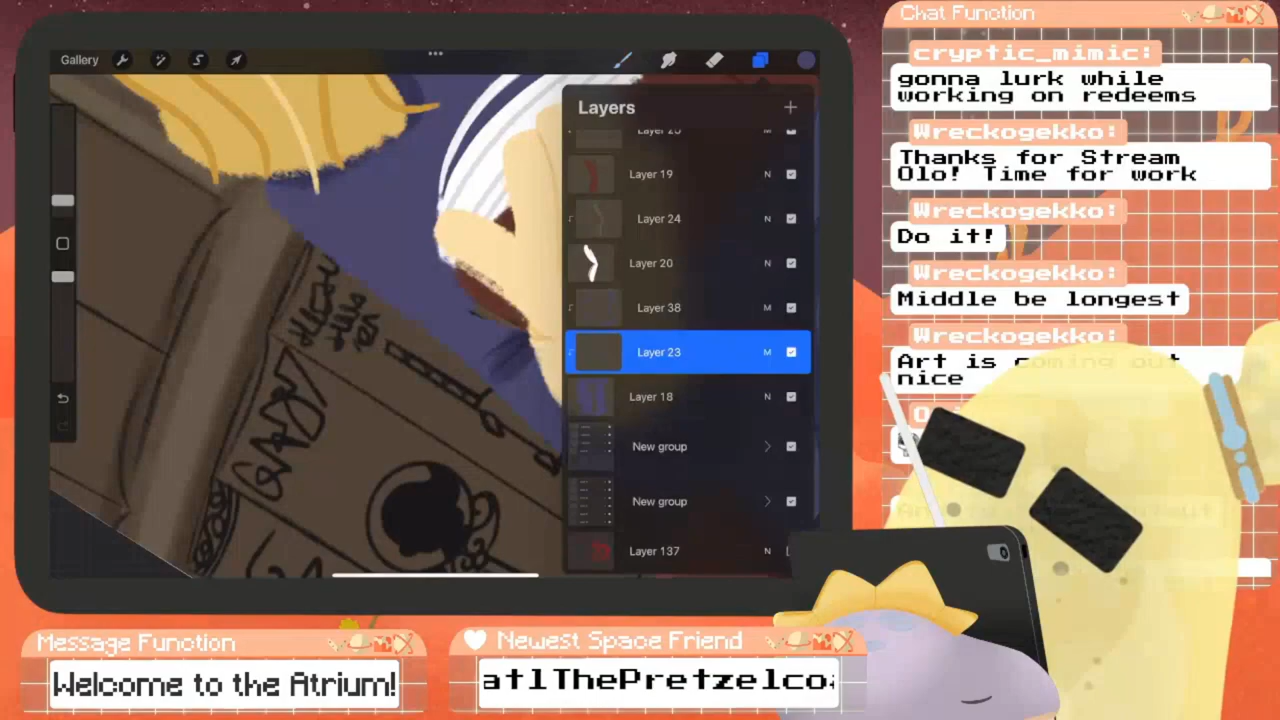 Chat Function
cryptic_mimic:
gonna lurk while
working on redeems
Wreckogekko:
Thanks for Stream
Olo! Time for work
Wreckogekko:
Do it!
Wreckogekko:
Middle be longest
Wreckogekko:
Art is coming out
nice
Gallery
Layers
Layer 19
N
Layer 24
N
Layer 20
N
Layer 38
M
Layer 23
M
Layer 18
N
New group
New group
Layer 137
N
Message Function
Welcome to the Atrium!
Newest Space Friend
atlThePretzelco